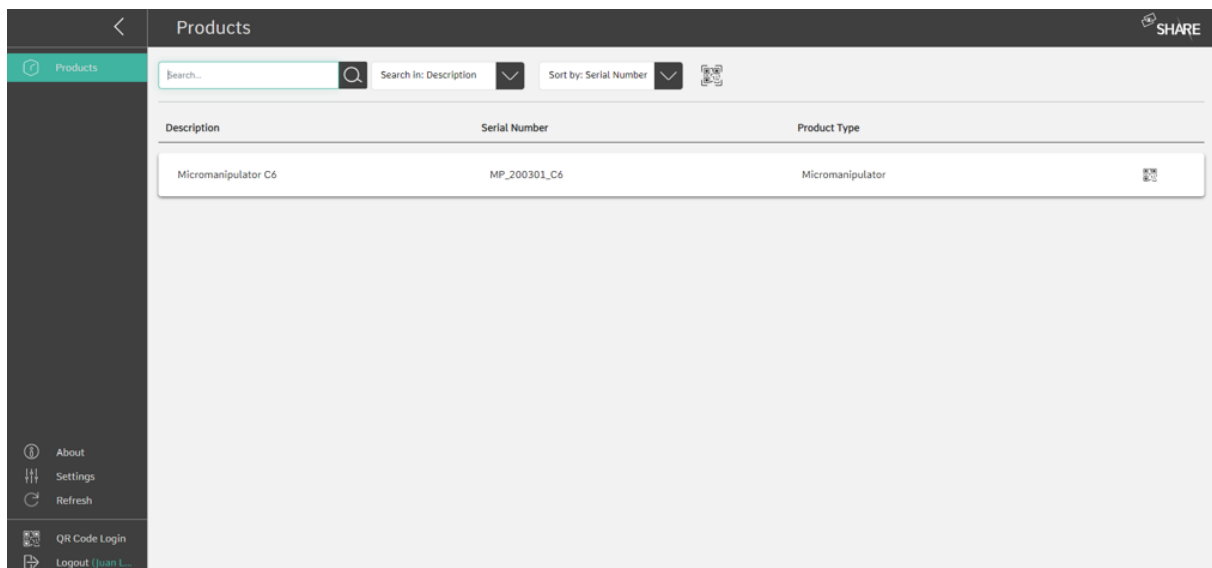 Products
SHARE
Products
Search...
Search in: Description
Sort by: Serial Number
Description Serial Number Product Type
Micromanipulator C6 MP_200301_C6 Micromanipulator
About
Settings
Refresh
QR Code Login
Logout (Juan L...